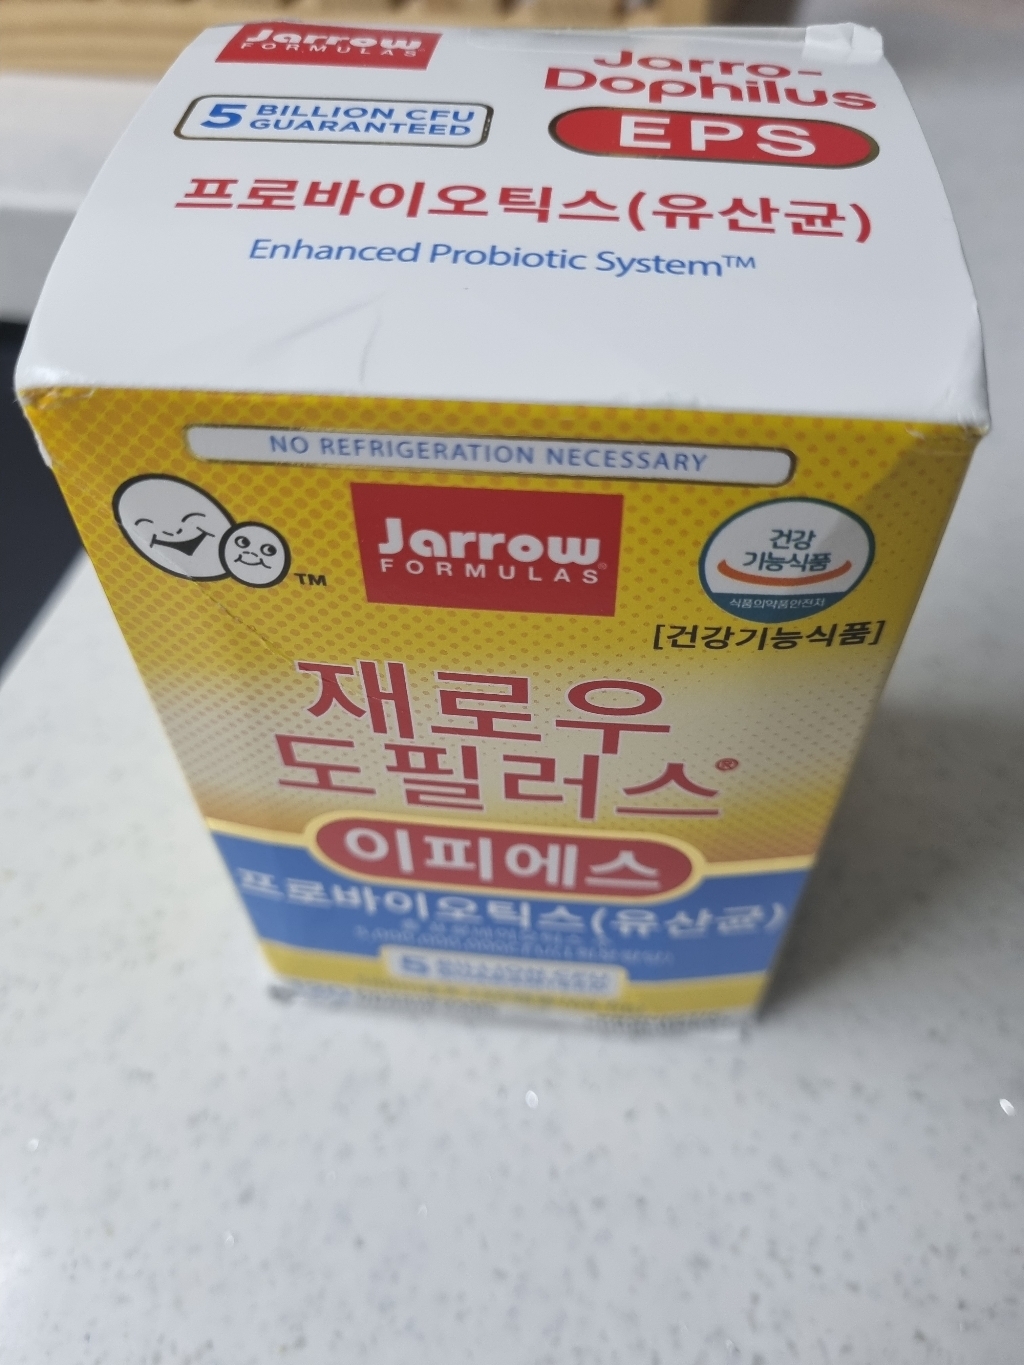 Jarrow
FORMULAS
Jarro-
Dophilus
EPS
5 BILLION CFU
GUARANTEED
프로바이오틱스(유산균)
Enhanced Probiotic System™
NO REFRIGERATION NECESSARY
TM
Jarrow
FORMULAS®
건강
기능식품
식품의약품안전처
[건강기능식품]
재로우
도필러스®
이피에스
프로바이오틱스(유산균)
5 BILLION CFU